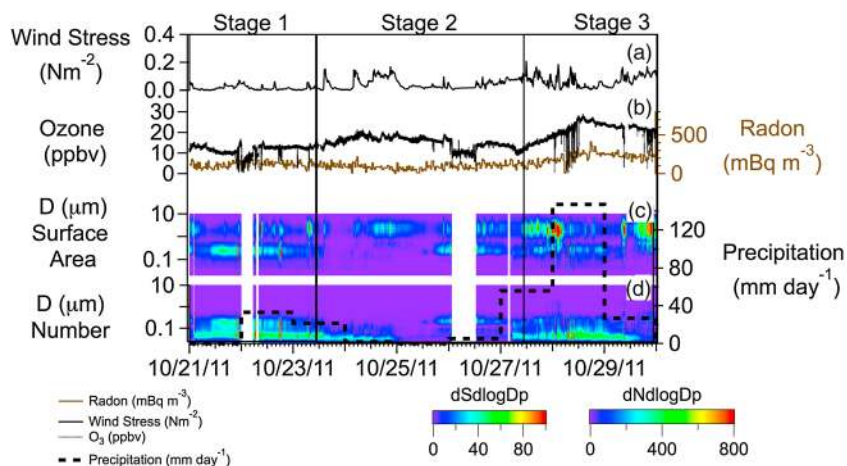 Stage 1 Stage 2 Stage 3
Wind Stress
(Nm⁻²)
0.4
0.2
0.0
(a)
Ozone
(ppbv)
30
20
10
0
(b)
500
0
Radon
(mBq m⁻³)
D (μm)
Surface
Area
10
0.1
(c)
D (μm)
Number
10
0.1
(d)
120
80
40
0
Precipitation
(mm day⁻¹)
10/21/11 10/23/11 10/25/11 10/27/11 10/29/11
Radon (mBq m⁻³)
Wind Stress (Nm⁻²)
O₃ (ppbv)
Precipitation (mm day⁻¹)
dSdlogDp
0 40 80
dNdlogDp
0 400 800